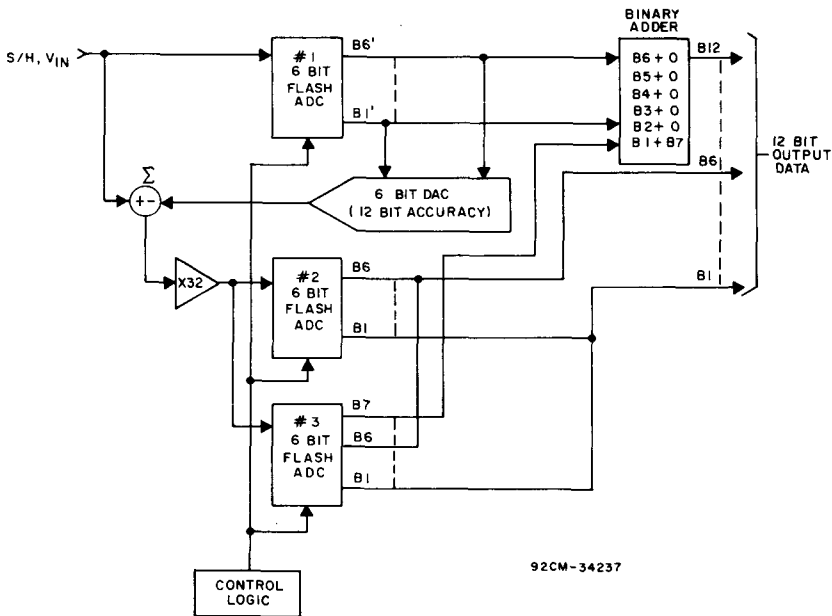 S/H, VIN
#1
6 BIT
FLASH
ADC
B6'
B1'
BINARY
ADDER
B6 + 0
B5 + 0
B4 + 0
B3 + 0
B2 + 0
B1 + B7
B12
B6
B1
12 BIT
OUTPUT
DATA
Σ
+ -
6 BIT DAC
( 12 BIT ACCURACY)
X32
#2
6 BIT
FLASH
ADC
B6
B1
#3
6 BIT
FLASH
ADC
B7
B6
B1
CONTROL
LOGIC
92CM-34237